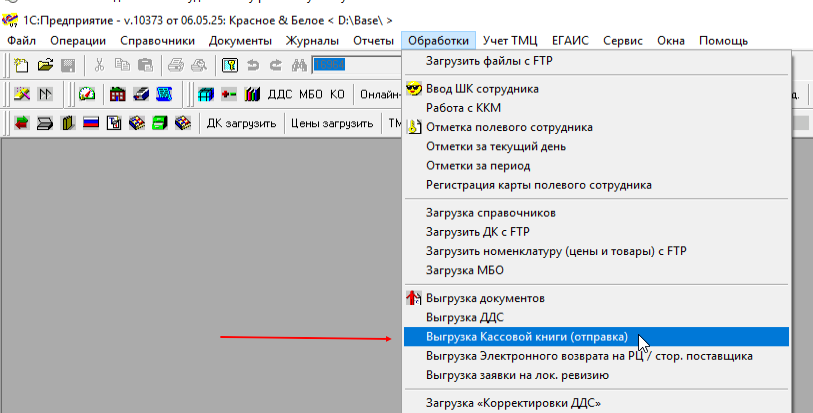 1С:Предприятие - v.10373 от 06.05.25: Красное & Белое < D:\Base\ >
Файл Операции Справочники Документы Журналы Отчеты Обработки Учет ТМЦ ЕГАИС Сервис Окна Помощь
Загрузить файлы с FTP
Ввод ШК сотрудника
ДДС МБО КО Онлайн- д.
Работа с ККМ
ДК загрузить Цены загрузить ТМ
Отметка полевого сотрудника
Отметки за текущий день
Отметки за период
Регистрация карты полевого сотрудника
Загрузка справочников
Загрузить ДК с FTP
Загрузить номенклатуру (цены и товары) с FTP
Загрузка МБО
Выгрузка документов
Выгрузка ДДС
Выгрузка Кассовой книги (отправка)
Выгрузка Электронного возврата на РЦ / стор. поставщика
Выгрузка заявки на лок. ревизию
Загрузка «Корректировки ДДС»